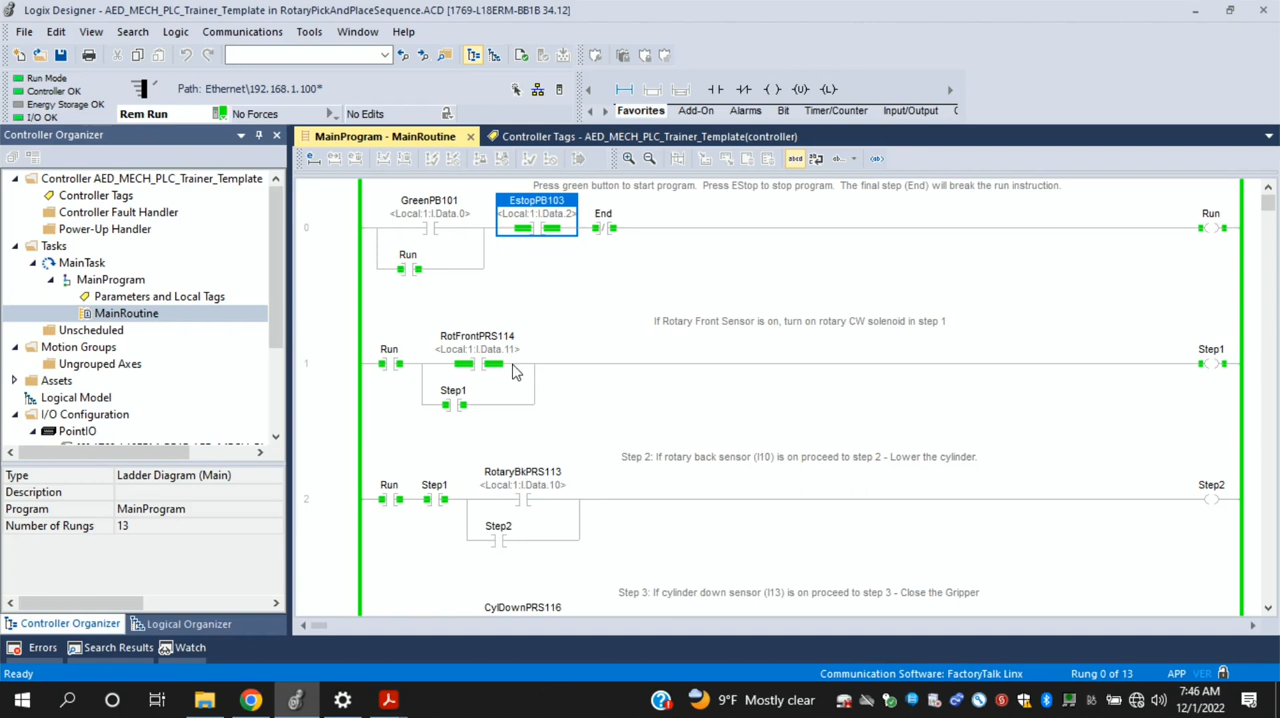 Logix Designer - AED_MECH_PLC_Trainer_Template in RotaryPickAndPlaceSequence.ACD [1769-L18ERM-BB1B 34.12]
File Edit View Search Logic Communications Tools Window Help
Run Mode
Controller OK
Energy Storage OK
I/O OK
Path: Ethernet\192.168.1.100*
Rem Run No Forces No Edits
Favorites Add-On Alarms Bit Timer/Counter Input/Output
Controller Organizer
MainProgram - MainRoutine Controller Tags - AED_MECH_PLC_Trainer_Template(controller)
Controller AED_MECH_PLC_Trainer_Template
Controller Tags
Controller Fault Handler
Power-Up Handler
Tasks
MainTask
MainProgram
Parameters and Local Tags
MainRoutine
Unscheduled
Motion Groups
Ungrouped Axes
Assets
Logical Model
I/O Configuration
PointIO
Type Ladder Diagram (Main)
Description
Program MainProgram
Number of Rungs 13
Controller Organizer Logical Organizer
Press green button to start program. Press EStop to stop program. The final step (End) will break the run instruction.
GreenPB101 EstopPB103
<Local:1:I.Data.0> <Local:1:I.Data.2> End Run
0
Run
If Rotary Front Sensor is on, turn on rotary CW solenoid in step 1
RotFrontPRS114
Run <Local:1:I.Data.11> Step1
1
Step1
Step 2: If rotary back sensor (I10) is on proceed to step 2 - Lower the cylinder.
RotaryBkPRS113
Run Step1 <Local:1:I.Data.10> Step2
2
Step2
Step 3: If cylinder down sensor (I13) is on proceed to step 3 - Close the Gripper
CylDownPRS116
Errors Search Results Watch
Ready Communication Software: FactoryTalk Linx Rung 0 of 13 APP VER
9°F Mostly clear
7:46 AM
12/1/2022